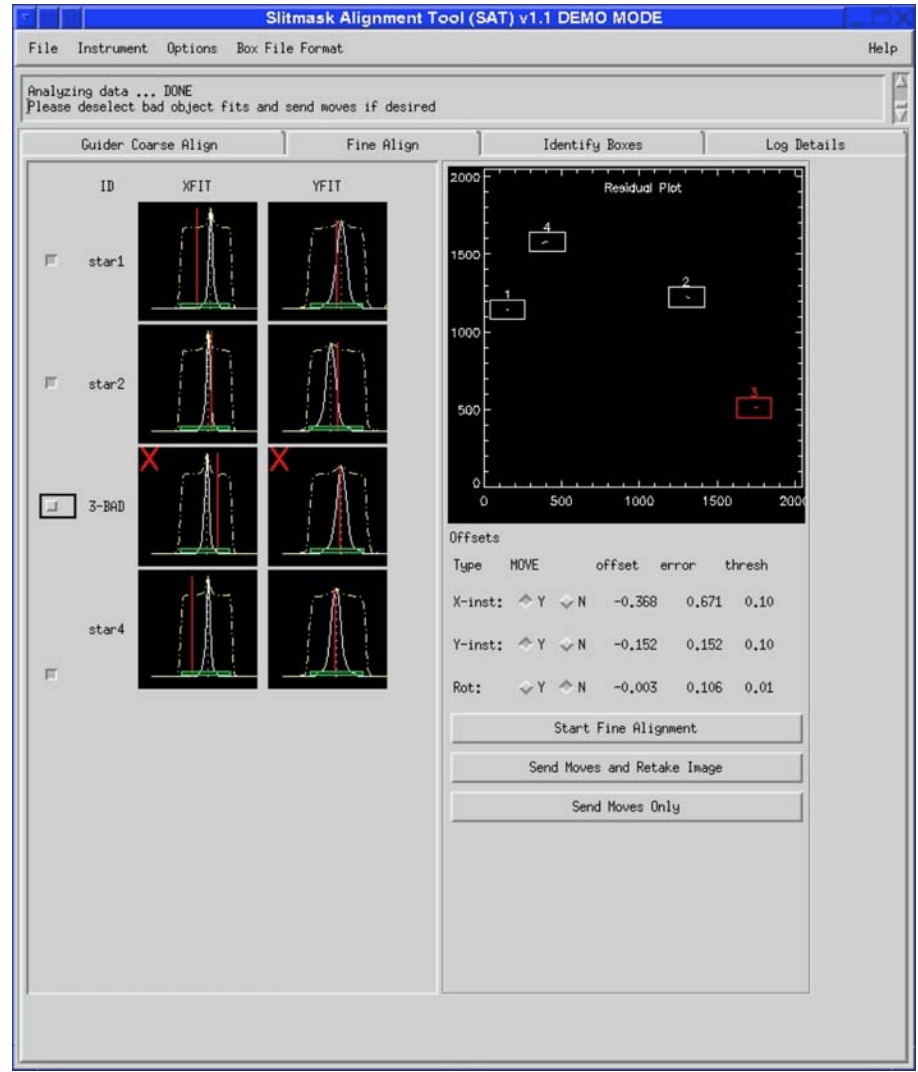 Slitmask Alignment Tool (SAT) v1.1 DEMO MODE
File Instrument Options Box File Format Help
Analyzing data ... DONE
Please deselect bad object fits and send moves if desired
Guider Coarse Align Fine Align Identify Boxes Log Details
ID XFIT YFIT
star1
star2
X X
3-BAD
star4
Residual Plot
2000
1500
1000
500
0
0 500 1000 1500 2000
4
1
2
3
Offsets
Type MOVE offset error thresh
X-inst: Y N -0.368 0.671 0.10
Y-inst: Y N -0.152 0.152 0.10
Rot: Y N -0.003 0.106 0.01
Start Fine Alignment
Send Moves and Retake Image
Send Moves Only